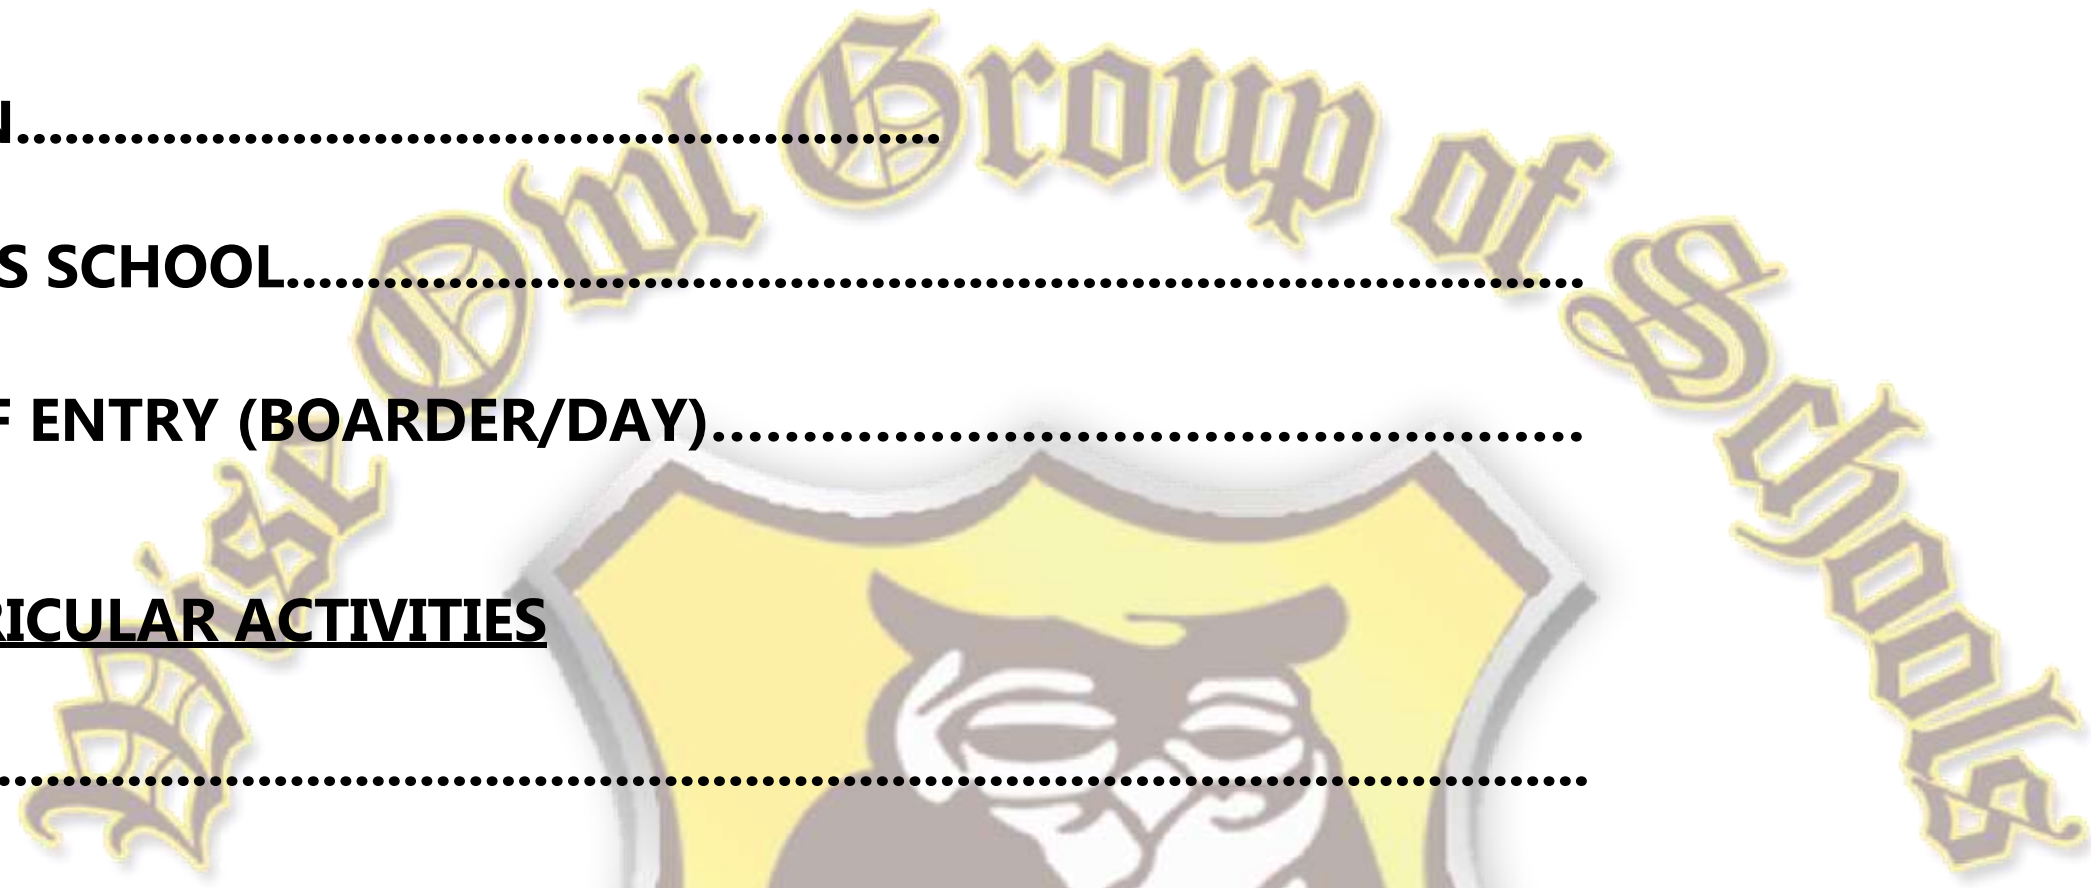 Wise Owl Group of Schools
N..........................................................
S SCHOOL.................................................................................
F ENTRY (BOARDER/DAY)................................................
RICULAR ACTIVITIES
....................................................................................................